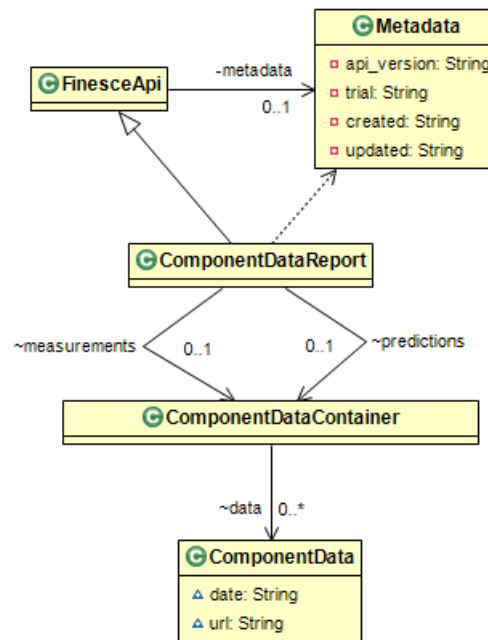 Metadata
api_version: String
trial: String
created: String
updated: String
FinesceApi
-metadata
0..1
ComponentDataReport
~measurements
0..1
0..1
~predictions
ComponentDataContainer
~data
0..*
ComponentData
date: String
url: String